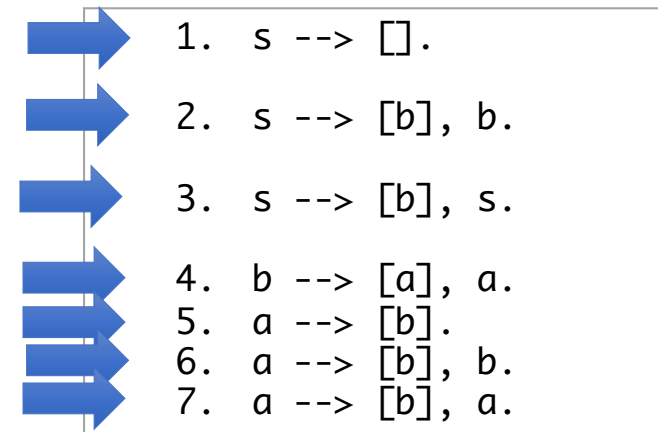 1. s --> [].
2. s --> [b], b.
3. s --> [b], s.
4. b --> [a], a.
5. a --> [b].
6. a --> [b], b.
7. a --> [b], a.